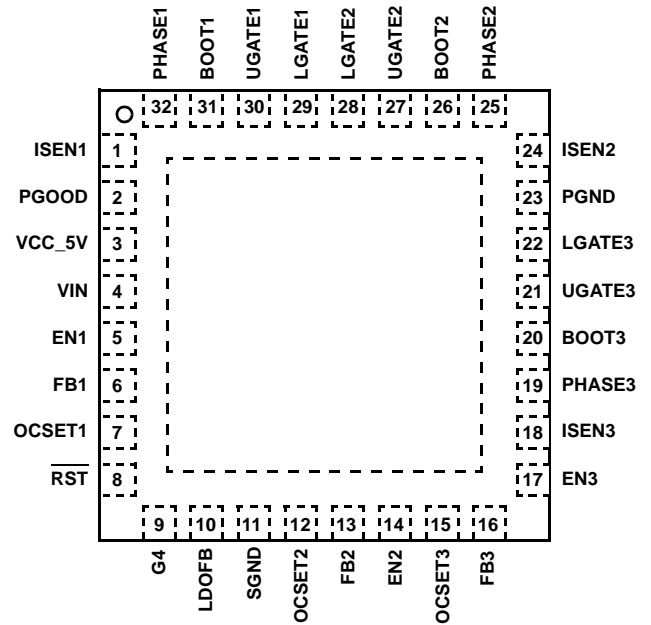 PHASE1 BOOT1 UGATE1 LGATE1 LGATE2 UGATE2 BOOT2 PHASE2
32 31 30 29 28 27 26 25
ISEN1 1 24 ISEN2
PGOOD 2 23 PGND
VCC_5V 3 22 LGATE3
VIN 4 21 UGATE3
EN1 5 20 BOOT3
FB1 6 19 PHASE3
OCSET1 7 18 ISEN3
R̅S̅T̅ 8 17 EN3
9 10 11 12 13 14 15 16
G4 LDOFB SGND OCSET2 FB2 EN2 OCSET3 FB3